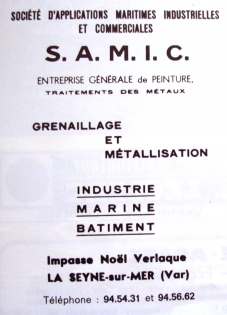 SOCIÉTÉ D'APPLICATIONS MARITIMES INDUSTRIELLES
ET COMMERCIALES
S. A. M. I. C.
ENTREPRISE GÉNÉRALE de PEINTURE,
TRAITEMENTS DES MÉTAUX
GRENAILLAGE
ET
MÉTALLISATION
INDUSTRIE
MARINE
BATIMENT
Impasse Noël Verlaque
LA SEYNE-sur-MER (Var)
Téléphone : 94.54.31 et 94.56.62